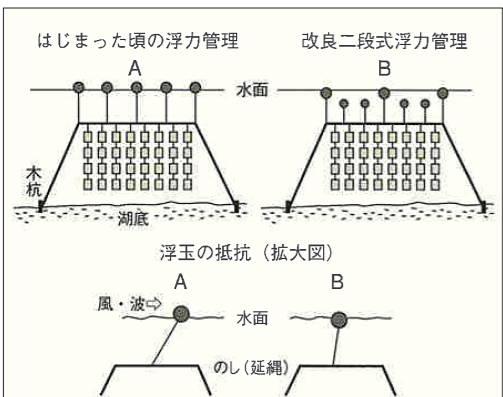 はじまった頃の浮力管理
A
改良二段式浮力管理
B
水面
木杭
湖底
浮玉の抵抗（拡大図）
A
B
風・波⇨
水面
のし（延縄）